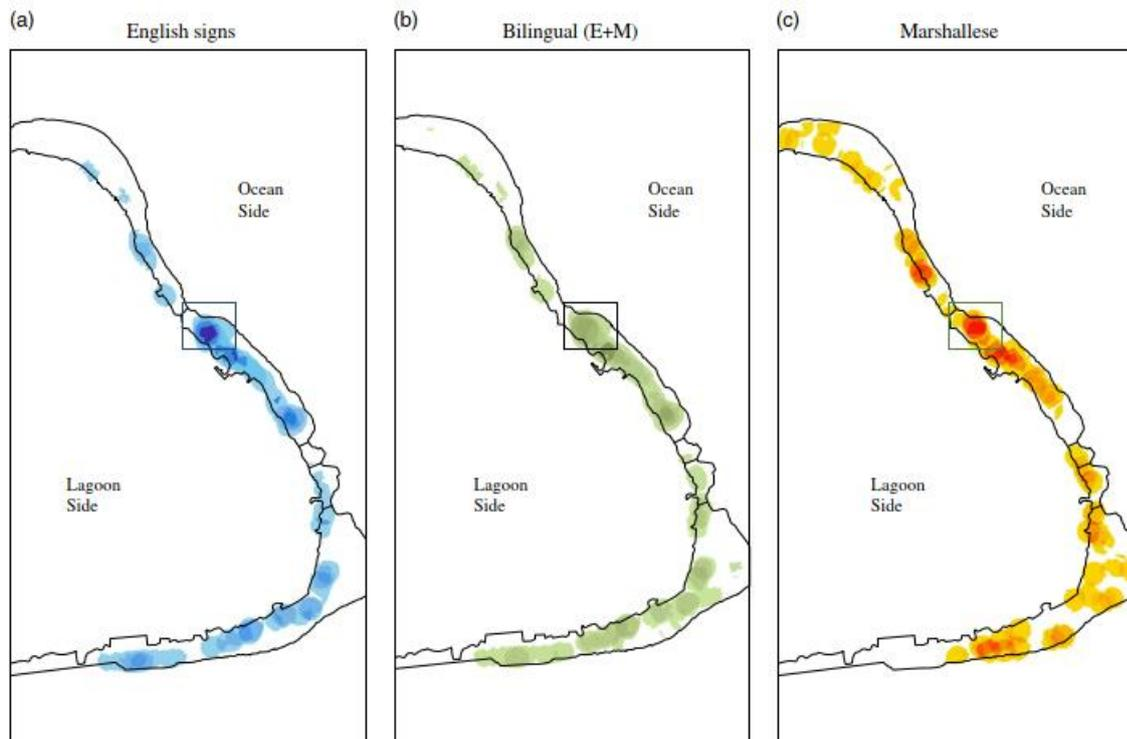 (a)
English signs
Ocean
Side
Lagoon
Side
(b)
Bilingual (E+M)
Ocean
Side
Lagoon
Side
(c)
Marshallese
Ocean
Side
Lagoon
Side